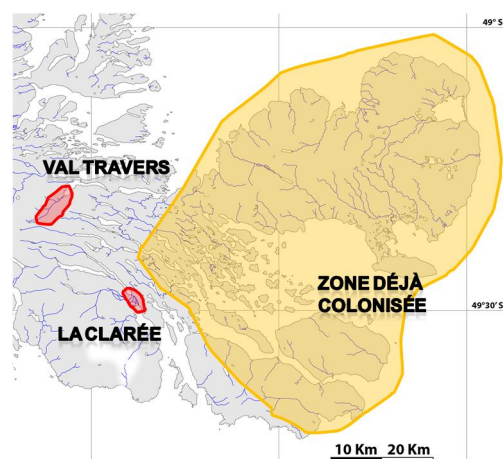 49° S
VAL TRAVERS
ZONE DÉJÀ
COLONISÉE
49°30' S
LA CLARÉE
10 Km 20 Km